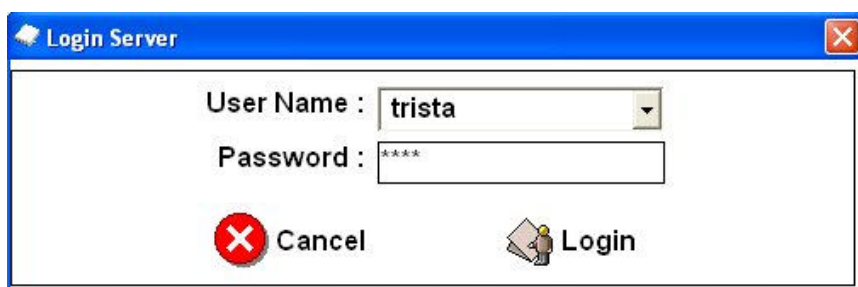 Login Server
User Name : trista
Password : ****
Cancel Login